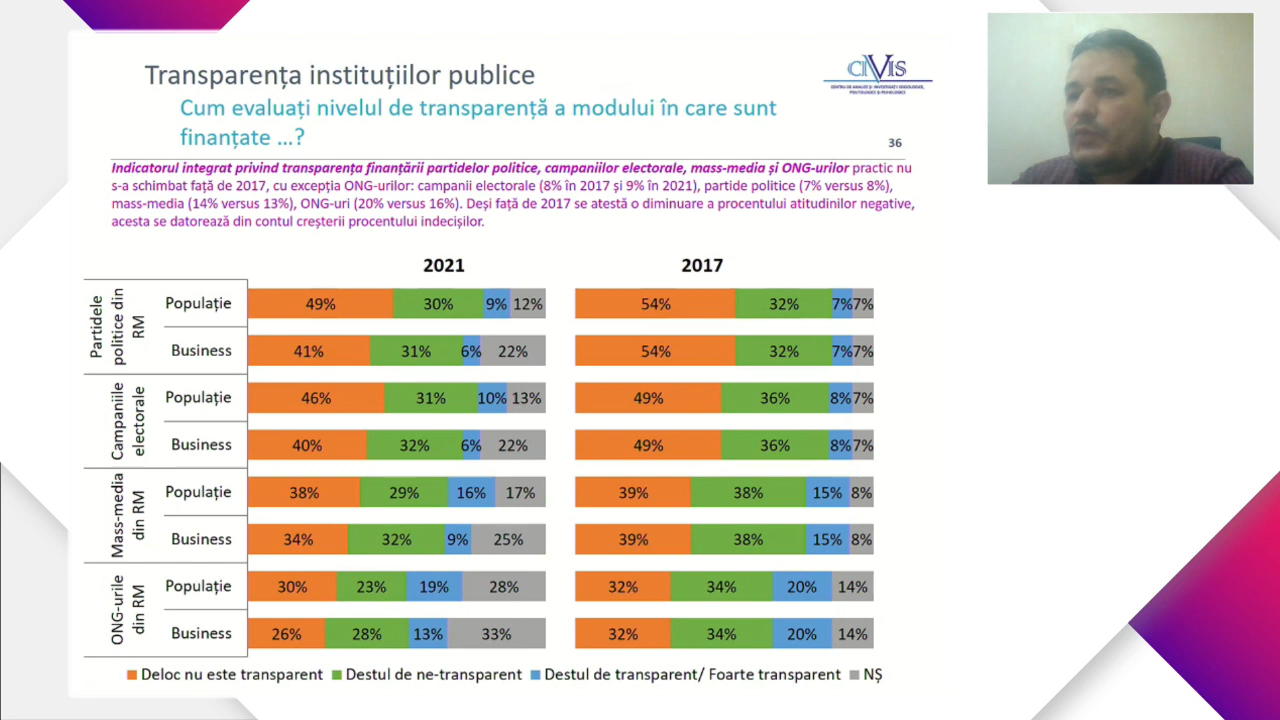 Transparența instituțiilor publice
CIVIS
CENTRU DE ANALIZĂ ȘI INVESTIGAȚII SOCIOLOGICE,
POLITOLOGICE ȘI PSIHOLOGICE
Cum evaluați nivelul de transparență a modului în care sunt
finanțate ...?
36
Indicatorul integrat privind transparența finanțării partidelor politice, campaniilor electorale, mass-media și ONG-urilor practic nu
s-a schimbat față de 2017, cu excepția ONG-urilor: campanii electorale (8% în 2017 și 9% în 2021), partide politice (7% versus 8%),
mass-media (14% versus 13%), ONG-uri (20% versus 16%). Deși față de 2017 se atestă o diminuare a procentului atitudinilor negative,
acesta se datorează din contul creșterii procentului indecișilor.
2021 2017
Partidele
politice din
RM
Populație 49% 30% 9% 12% 54% 32% 7% 7%
Business 41% 31% 6% 22% 54% 32% 7% 7%
Campaniile
electorale
Populație 46% 31% 10% 13% 49% 36% 8% 7%
Business 40% 32% 6% 22% 49% 36% 8% 7%
Mass-media
din RM
Populație 38% 29% 16% 17% 39% 38% 15% 8%
Business 34% 32% 9% 25% 39% 38% 15% 8%
ONG-urile
din RM
Populație 30% 23% 19% 28% 32% 34% 20% 14%
Business 26% 28% 13% 33% 32% 34% 20% 14%
Deloc nu este transparent Destul de ne-transparent Destul de transparent/ Foarte transparent NȘ